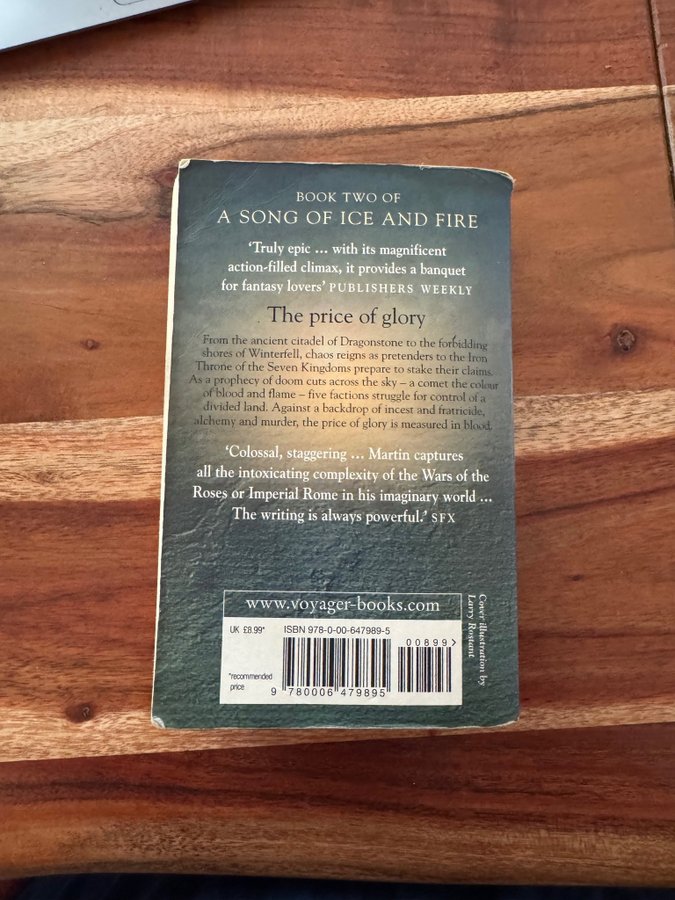 BOOK TWO OF
A SONG OF ICE AND FIRE
‘Truly epic ... with its magnificent
action-filled climax, it provides a banquet
for fantasy lovers’ PUBLISHERS WEEKLY
The price of glory
From the ancient citadel of Dragonstone to the forbidding
shores of Winterfell, chaos reigns as pretenders to the Iron
Throne of the Seven Kingdoms prepare to stake their claims.
As a prophecy of doom cuts across the sky – a comet the colour
of blood and flame – five factions struggle for control of a
divided land. Against a backdrop of incest and fratricide,
alchemy and murder, the price of glory is measured in blood.
‘Colossal, staggering ... Martin captures
all the intoxicating complexity of the Wars of the
Roses or Imperial Rome in his imaginary world ...
The writing is always powerful.’ SFX
www.voyager-books.com
UK £8.99*
ISBN 978-0-00-647989-5
00899>
*recommended
price
9 780006 479895
Cover illustration by
Larry Rostant